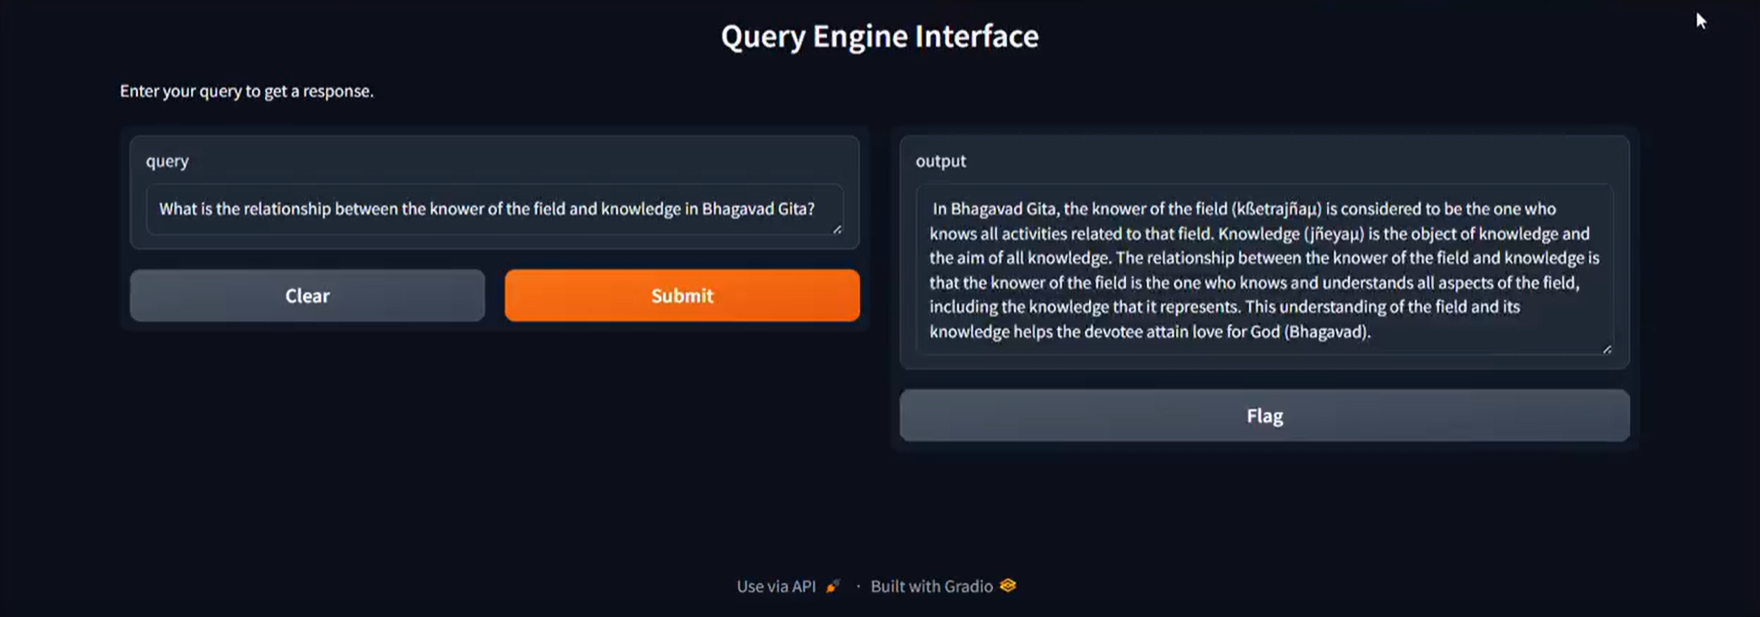 Query Engine Interface
Enter your query to get a response.
query
What is the relationship between the knower of the field and knowledge in Bhagavad Gita?
Clear
Submit
output
In Bhagavad Gita, the knower of the field (kßetrajñaµ) is considered to be the one who
knows all activities related to that field. Knowledge (jñeyaµ) is the object of knowledge and
the aim of all knowledge. The relationship between the knower of the field and knowledge is
that the knower of the field is the one who knows and understands all aspects of the field,
including the knowledge that it represents. This understanding of the field and its
knowledge helps the devotee attain love for God (Bhagavad).
Flag
Use via API · Built with Gradio